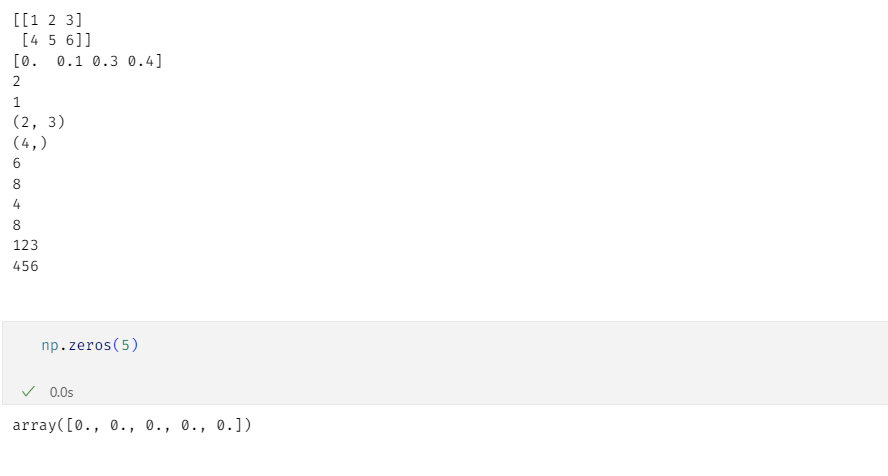 [[1 2 3]
 [4 5 6]]
[0.  0.1 0.3 0.4]
2
1
(2, 3)
(4,)
6
8
4
8
123
456
np.zeros(5)
✓ 0.0s
array([0., 0., 0., 0., 0.])